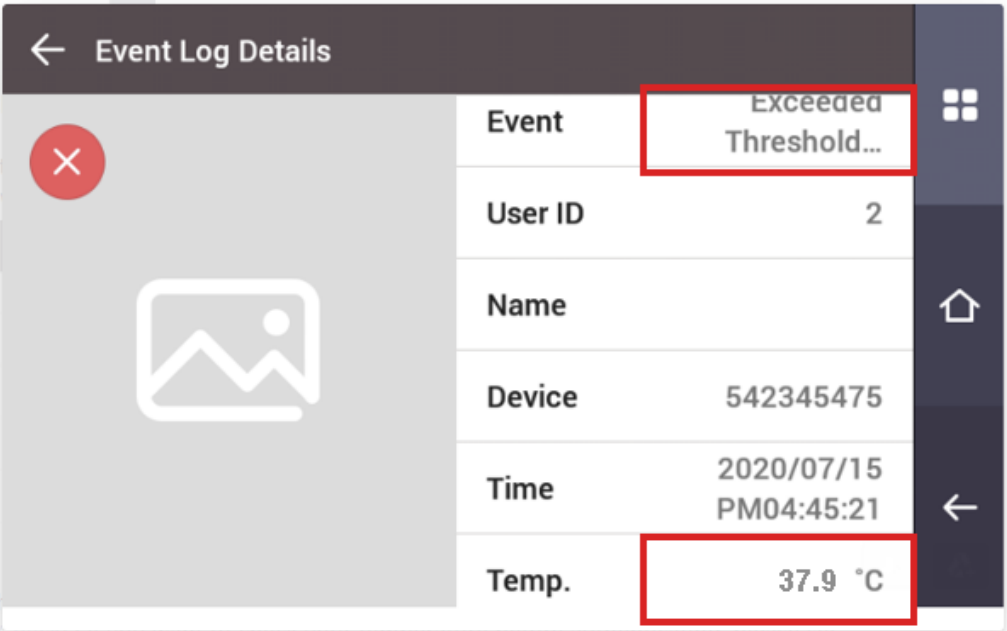 Event Log Details
Event
Exceeded
Threshold...
User ID 2
Name
Device 542345475
Time
2020/07/15
PM04:45:21
Temp. 37.9 °C